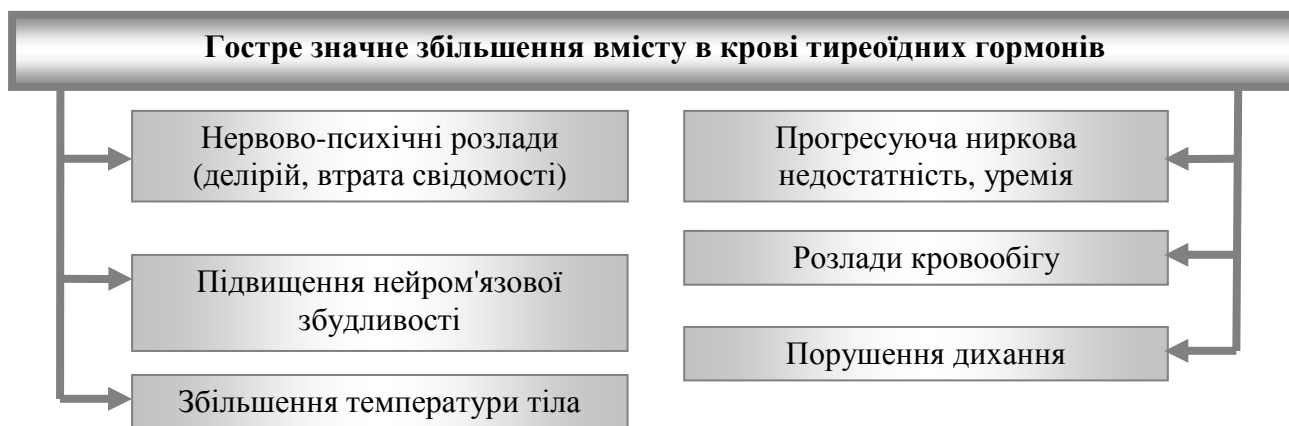 Гостре значне збільшення вмісту в крові тиреоїдних гормонів
Нервово-психічні розлади
(делірій, втрата свідомості)
Підвищення нейром'язової
збудливості
Збільшення температури тіла
Прогресуюча ниркова
недостатність, уремія
Розлади кровообігу
Порушення дихання